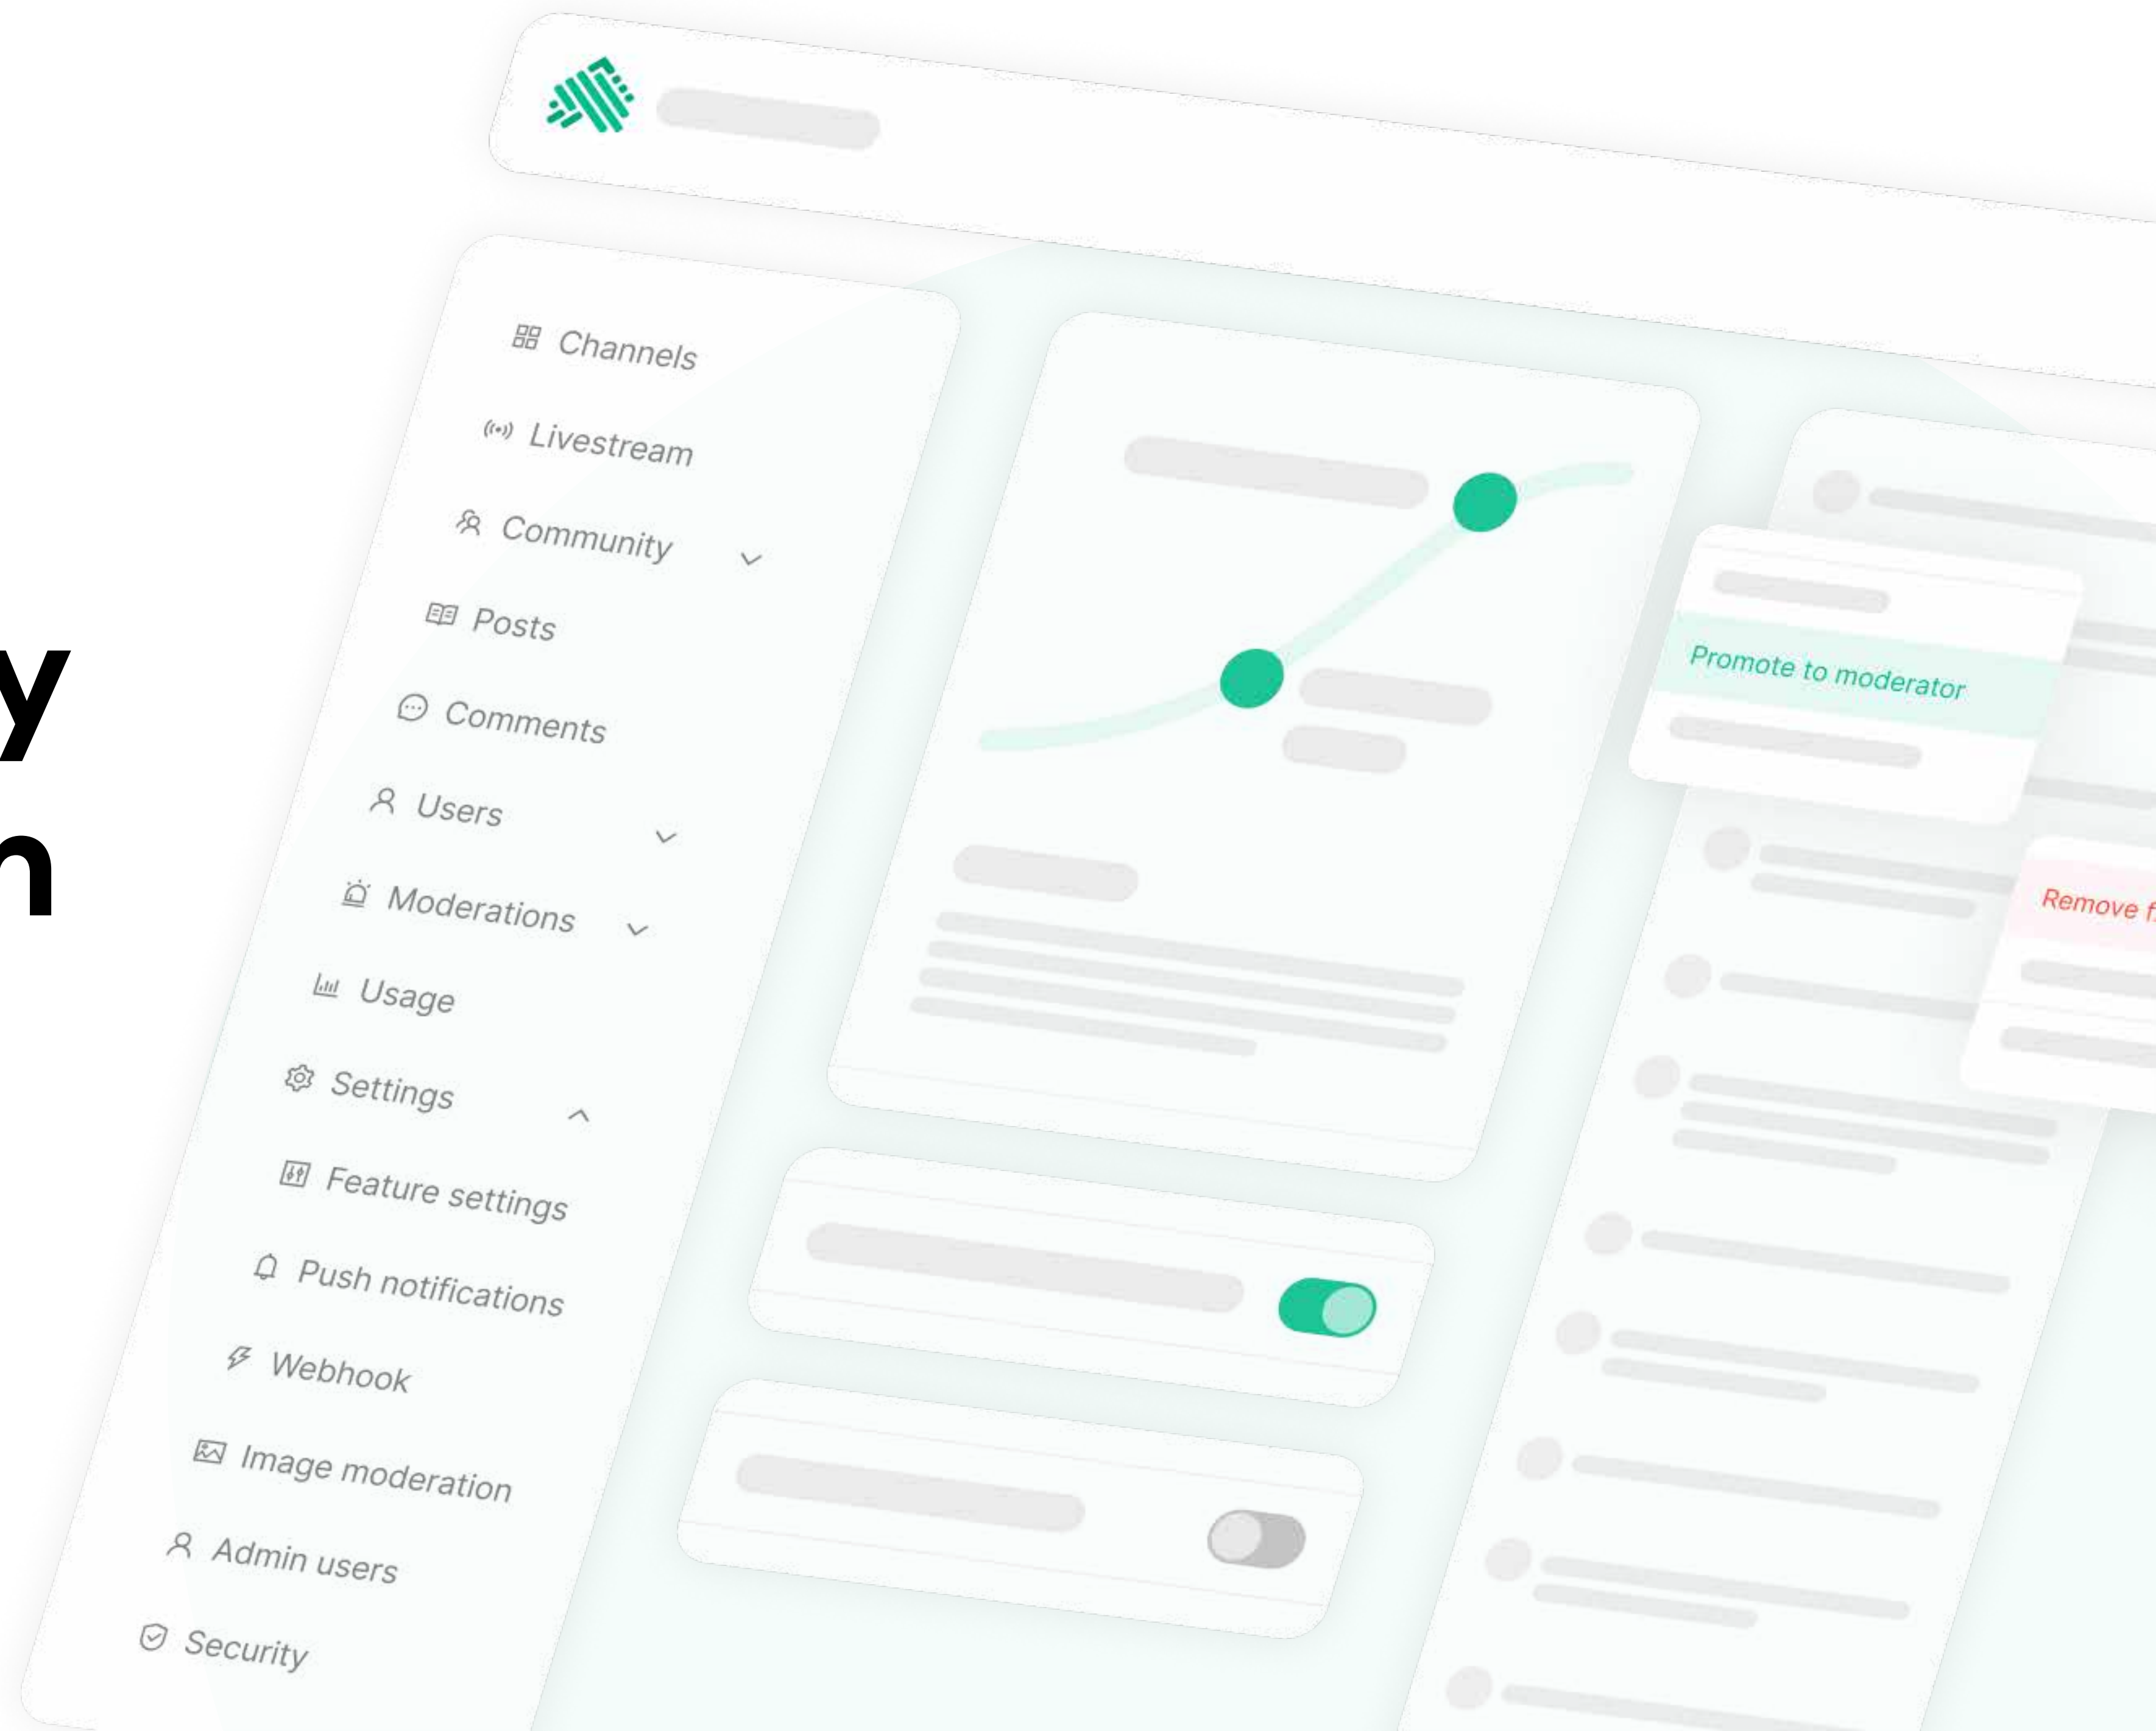 y
n
Channels
Livestream
Community
Posts
Comments
Users
Moderations
Usage
Settings
Feature settings
Push notifications
Webhook
Image moderation
Admin users
Security
Promote to moderator
Remove f